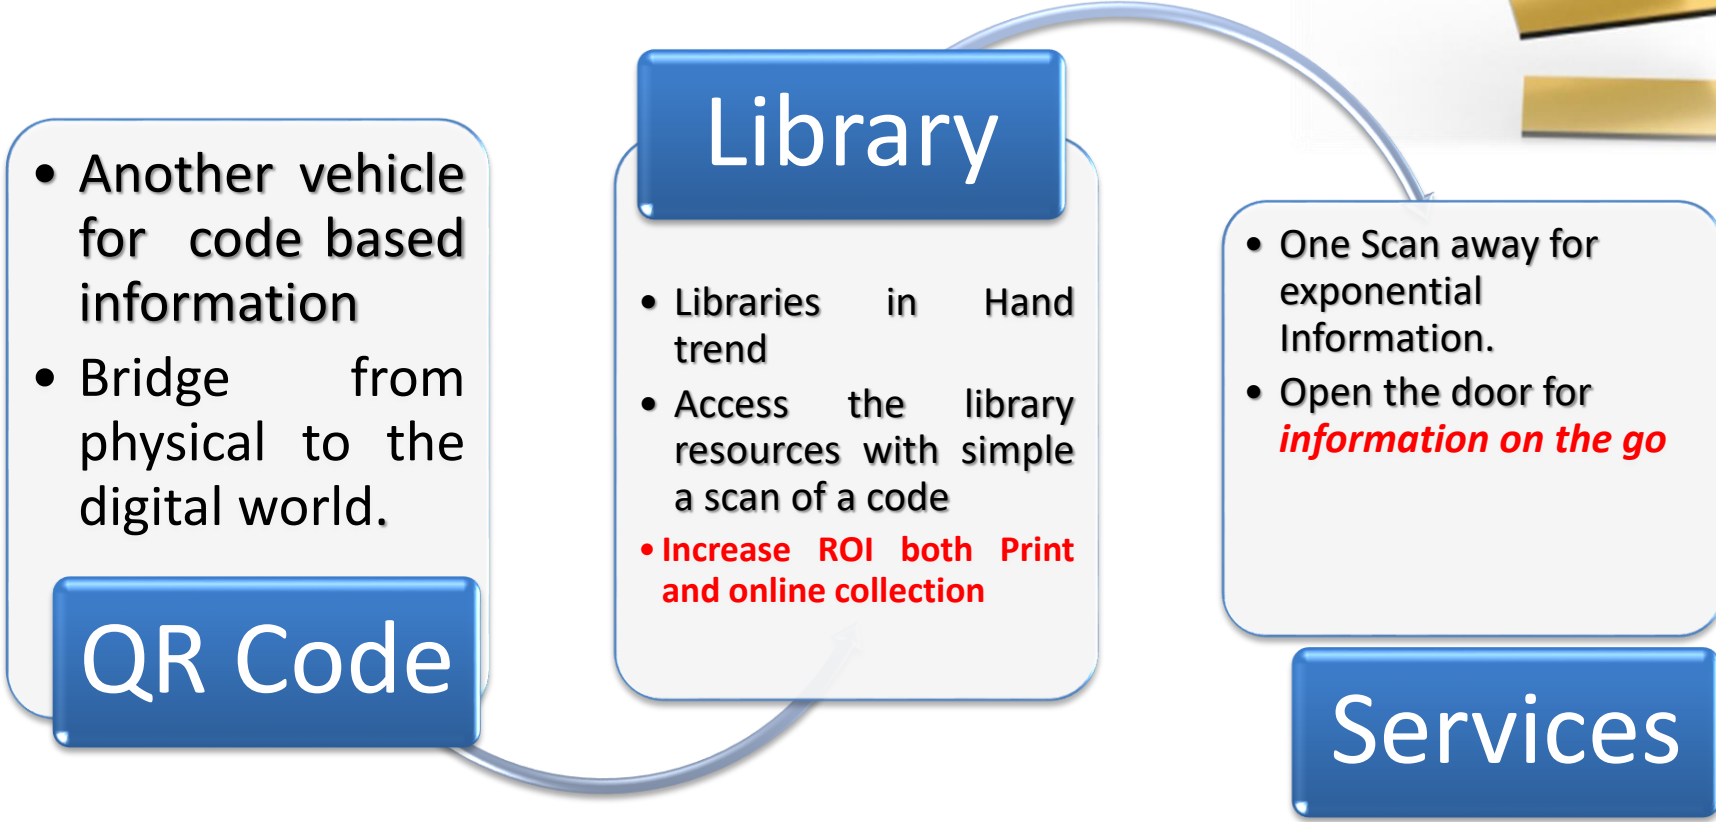 • Another vehicle
for code based
information
• Bridge from
physical to the
digital world.
QR Code
Library
• Libraries in Hand
trend
• Access the library
resources with simple
a scan of a code
• Increase ROI both Print
and online collection
• One Scan away for
exponential
Information.
• Open the door for
information on the go
Services